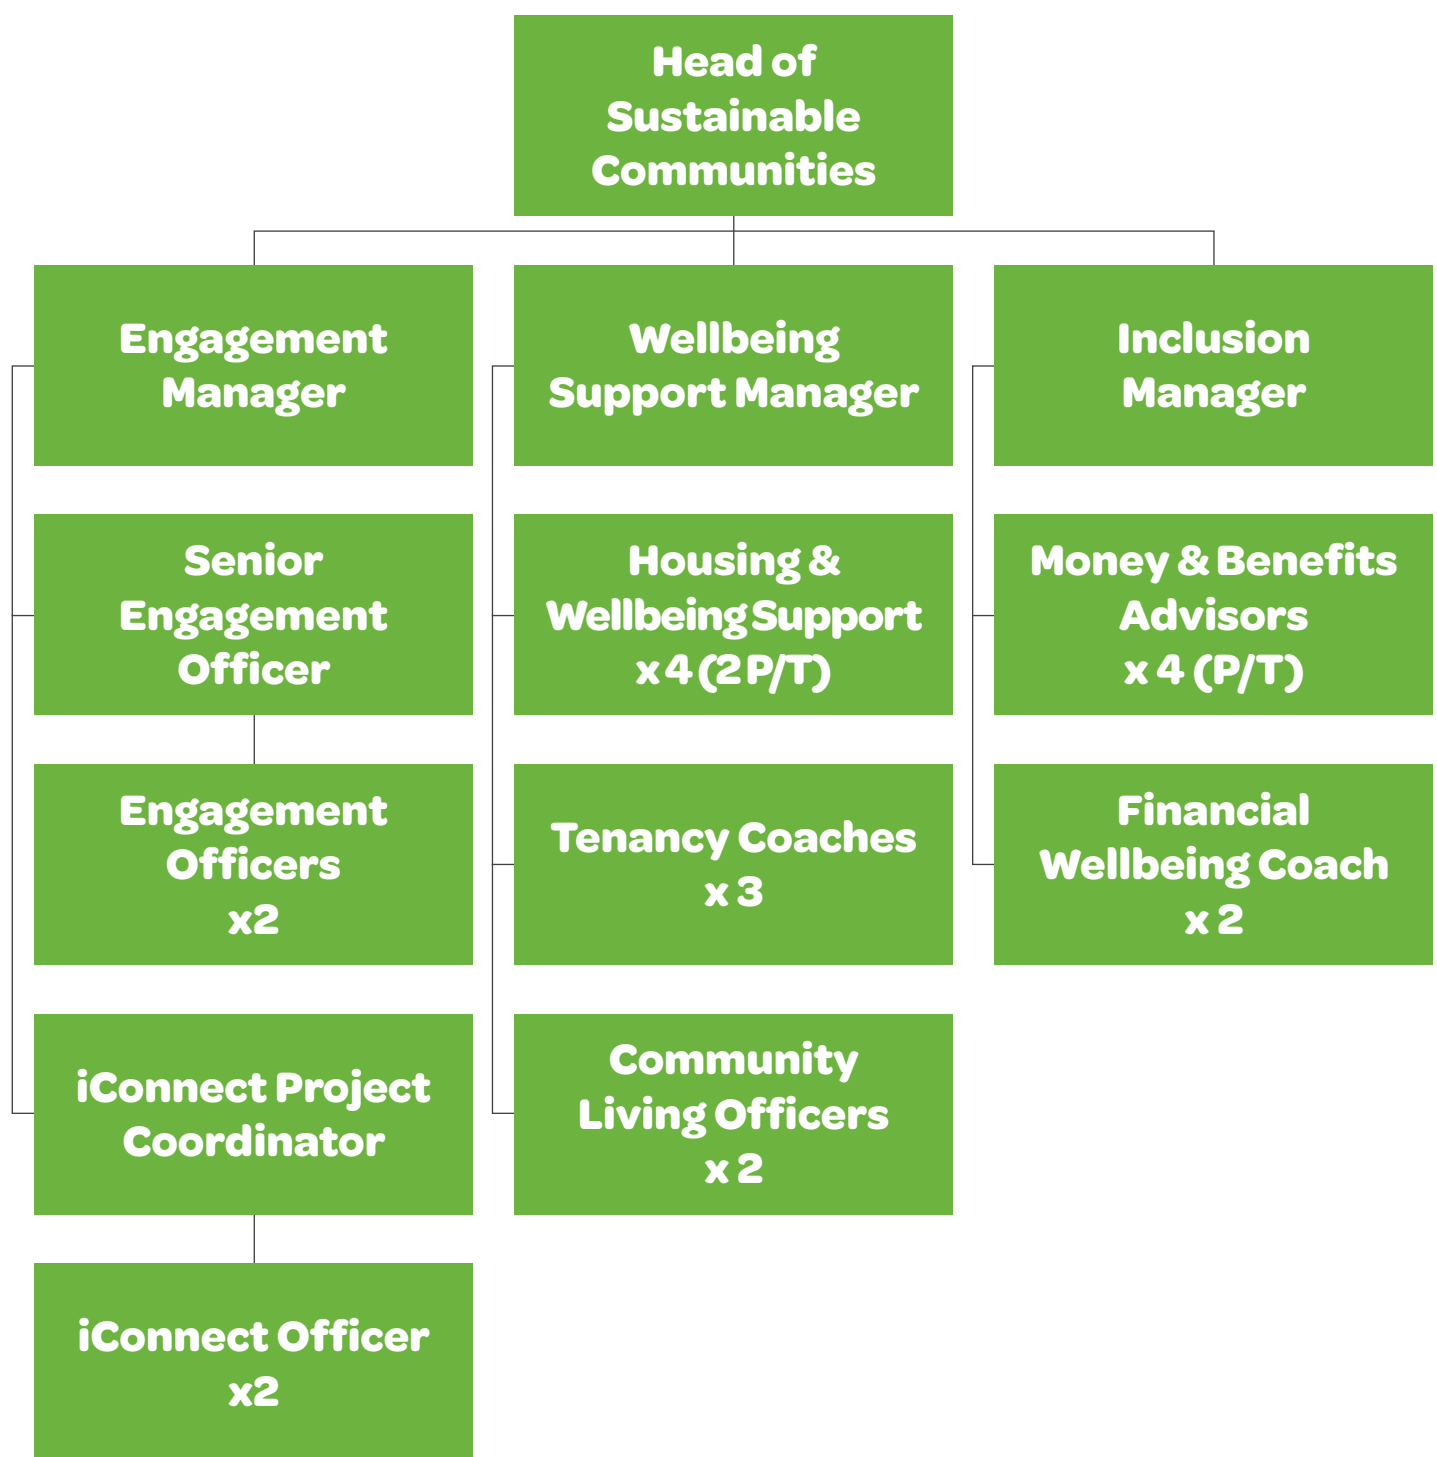 Head of
Sustainable
Communities
Engagement
Manager
Wellbeing
Support Manager
Inclusion
Manager
Senior
Engagement
Officer
Housing &
Wellbeing Support
x 4 (2 P/T)
Money & Benefits
Advisors
x 4 (P/T)
Engagement
Officers
x2
Tenancy Coaches
x 3
Financial
Wellbeing Coach
x 2
iConnect Project
Coordinator
Community
Living Officers
x 2
iConnect Officer
x2